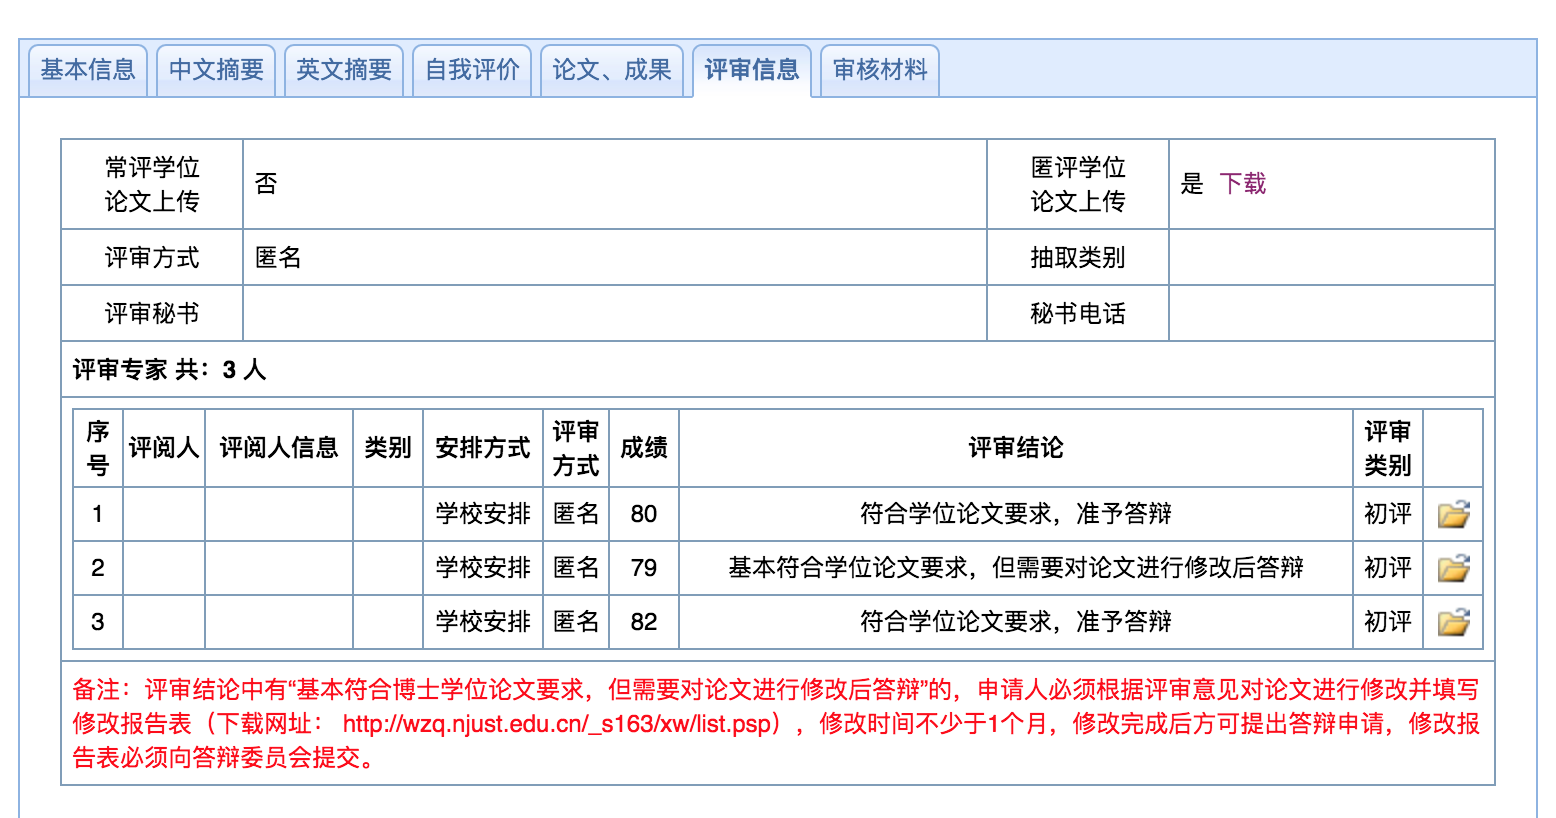 基本信息 中文摘要 英文摘要 自我评价 论文、成果 评审信息 审核材料
常评学位
论文上传
否
匿评学位
论文上传
是 下载
评审方式 匿名 抽取类别
评审秘书 秘书电话
评审专家 共：3 人
序号 评阅人 评阅人信息 类别 安排方式 评审方式 成绩 评审结论 评审类别
1 学校安排 匿名 80 符合学位论文要求，准予答辩 初评
2 学校安排 匿名 79 基本符合学位论文要求，但需要对论文进行修改后答辩 初评
3 学校安排 匿名 82 符合学位论文要求，准予答辩 初评
备注：评审结论中有“基本符合博士学位论文要求，但需要对论文进行修改后答辩”的，申请人必须根据评审意见对论文进行修改并填写
修改报告表（下载网址： http://wzq.njust.edu.cn/_s163/xw/list.psp），修改时间不少于1个月，修改完成后方可提出答辩申请，修改报
告表必须向答辩委员会提交。